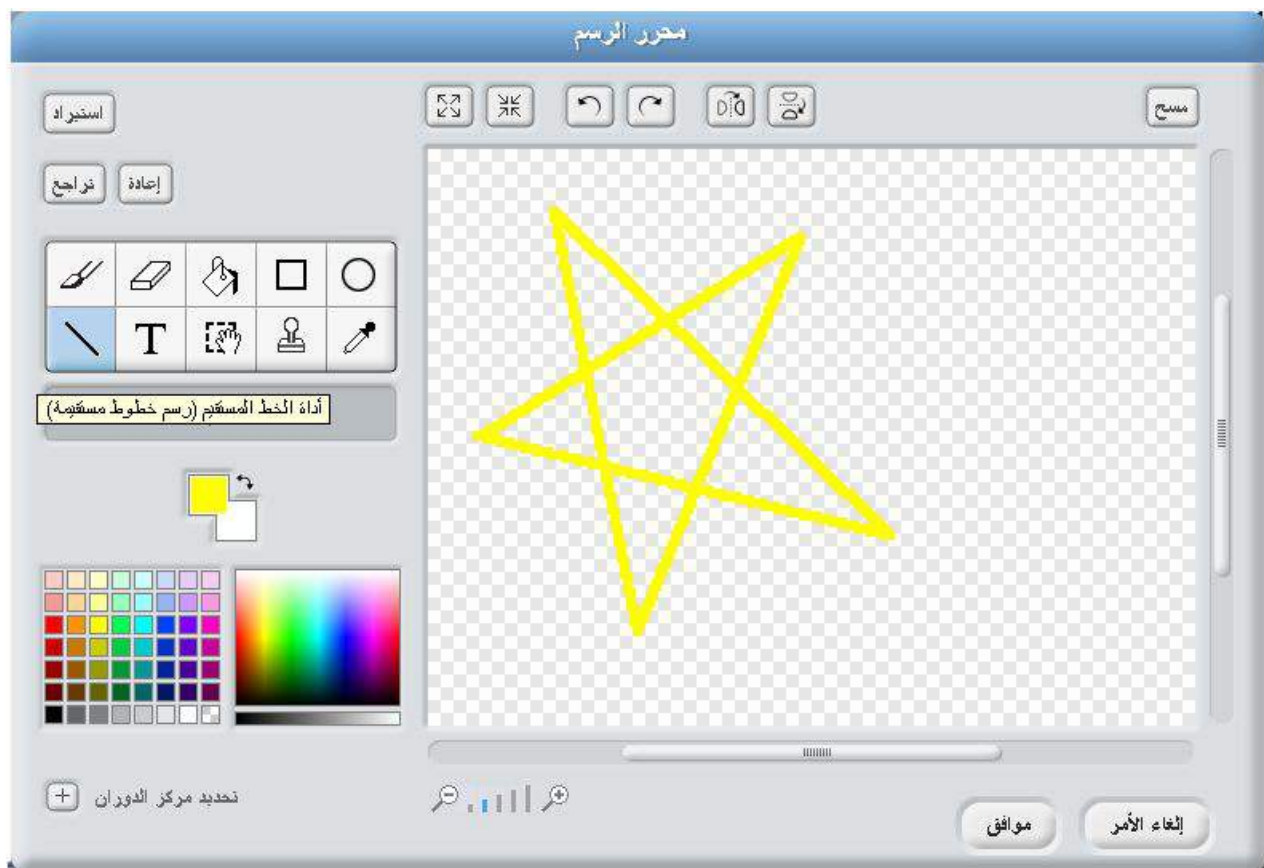 محرر الرسم
استيراد
مسح
تراجع
إعادة
T
أداة الخط المستقيم (رسم خطوط مستقيمة)
تحديد مركز الدوران
موافق
إلغاء الأمر